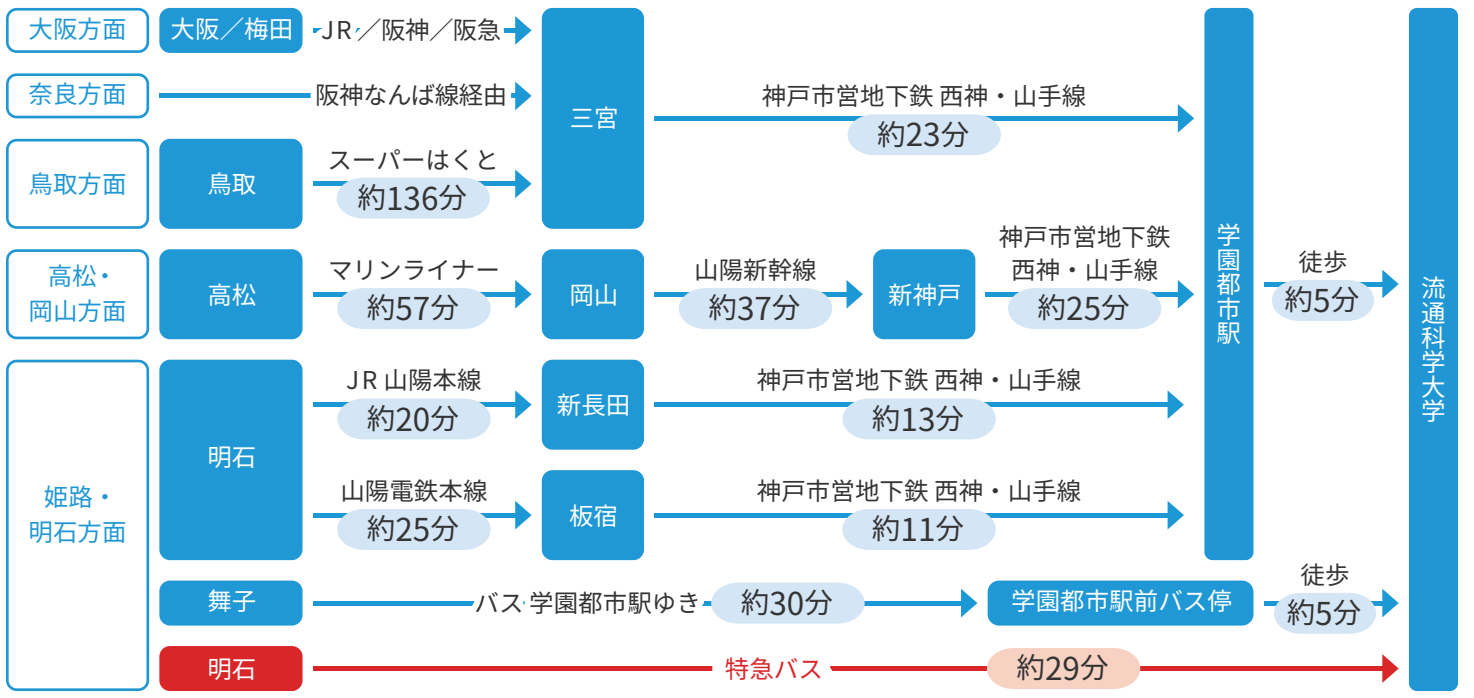 大阪方面
大阪／梅田
JR／阪神／阪急
奈良方面
阪神なんば線経由
三宮
神戸市営地下鉄 西神・山手線
約23分
鳥取方面
鳥取
スーパーはくと
約136分
高松・
岡山方面
高松
マリンライナー
約57分
岡山
山陽新幹線
約37分
新神戸
神戸市営地下鉄
西神・山手線
約25分
学園都市駅
徒歩
約5分
流通科学大学
姫路・
明石方面
明石
JR 山陽本線
約20分
新長田
神戸市営地下鉄 西神・山手線
約13分
山陽電鉄本線
約25分
板宿
神戸市営地下鉄 西神・山手線
約11分
舞子
バス 学園都市駅ゆき
約30分
学園都市駅前バス停
徒歩
約5分
明石
特急バス
約29分